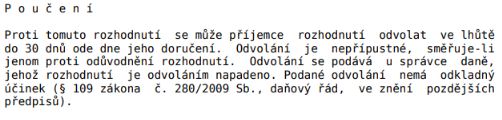 P o u č e n í
Proti tomuto rozhodnutí se může příjemce rozhodnutí odvolat ve lhůtě
do 30 dnů ode dne jeho doručení. Odvolání je nepřípustné, směřuje-li
jenom proti odůvodnění rozhodnutí. Odvolání se podává u správce daně,
jehož rozhodnutí je odvoláním napadeno. Podané odvolání nemá odkladný
účinek (§ 109 zákona č. 280/2009 Sb., daňový řád, ve znění pozdějších
předpisů).